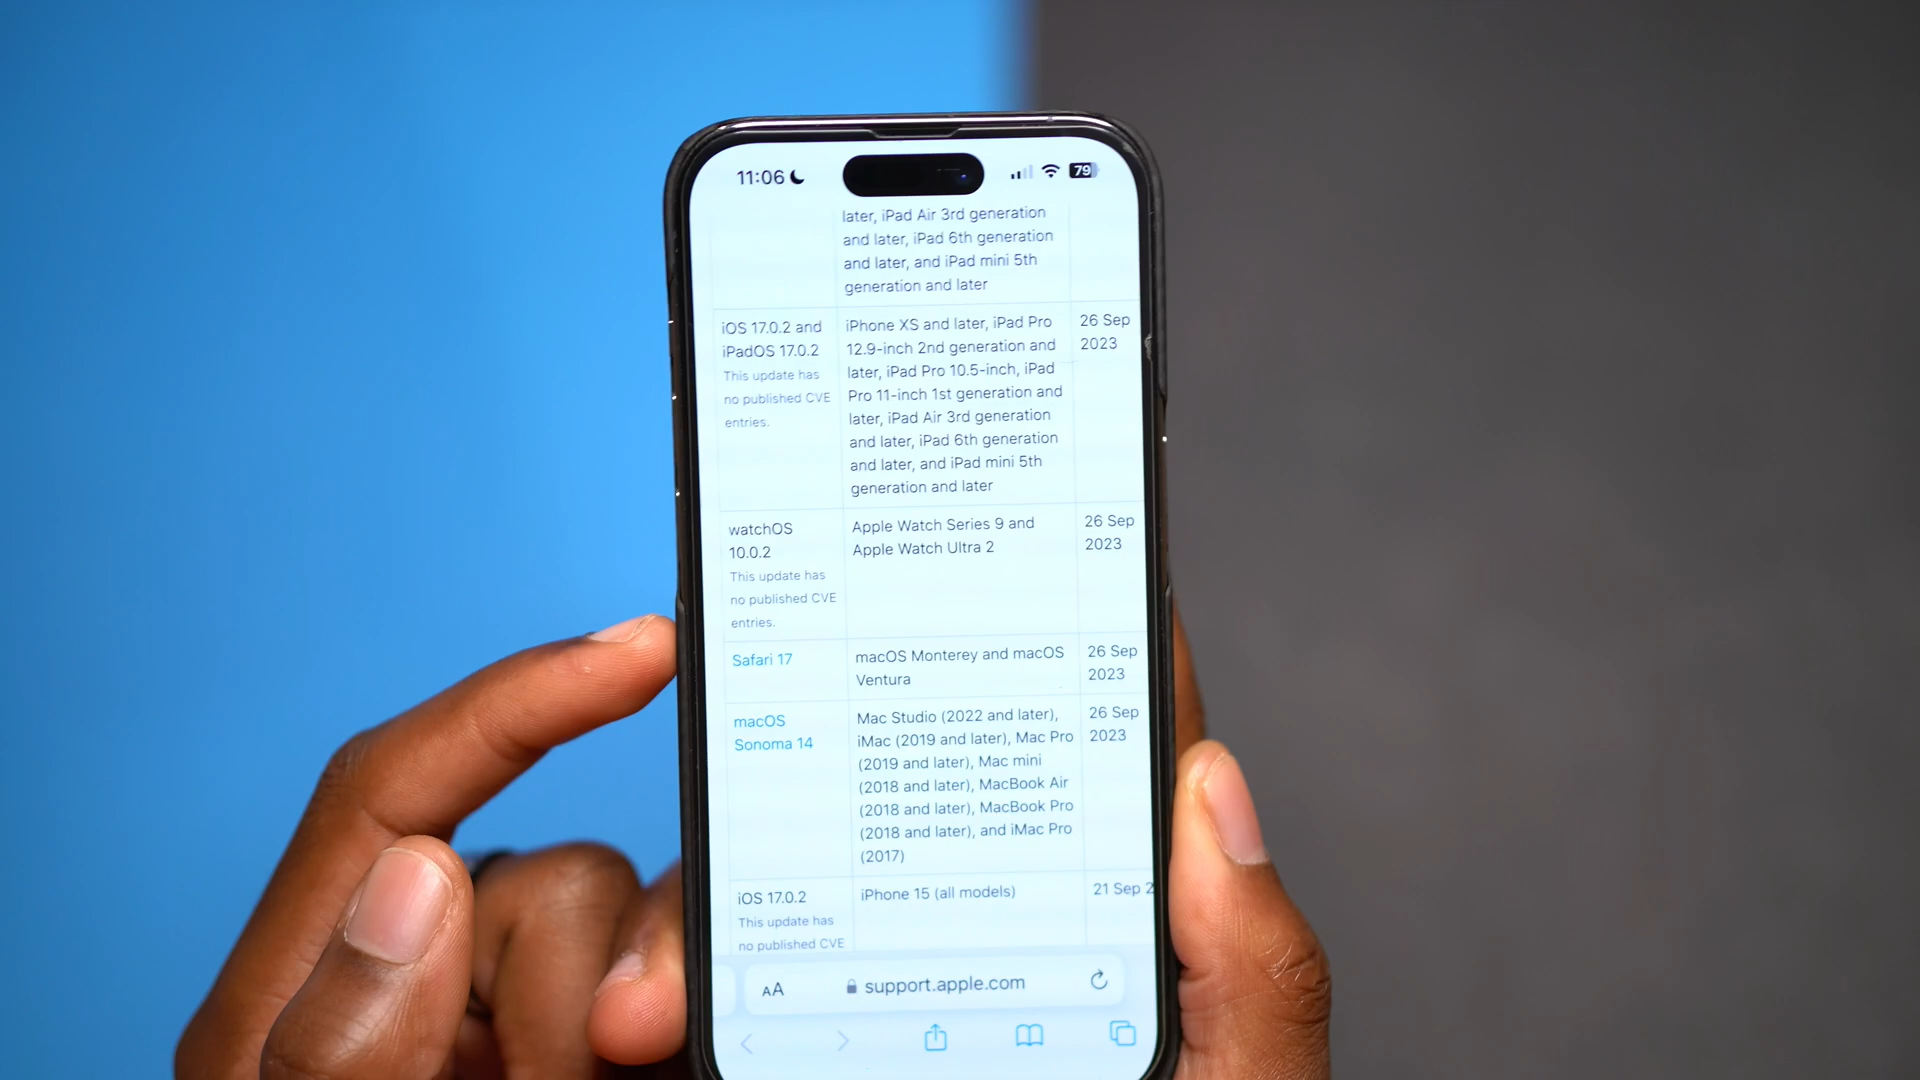 11:06
79
later, iPad Air 3rd generation
and later, iPad 6th generation
and later, and iPad mini 5th
generation and later
iOS 17.0.2 and
iPadOS 17.0.2
This update has
no published CVE
entries.
iPhone XS and later, iPad Pro
12.9-inch 2nd generation and
later, iPad Pro 10.5-inch, iPad
Pro 11-inch 1st generation and
later, iPad Air 3rd generation
and later, iPad 6th generation
and later, and iPad mini 5th
generation and later
26 Sep
2023
watchOS
10.0.2
This update has
no published CVE
entries.
Apple Watch Series 9 and
Apple Watch Ultra 2
26 Sep
2023
Safari 17
macOS Monterey and macOS
Ventura
26 Sep
2023
macOS
Sonoma 14
Mac Studio (2022 and later),
iMac (2019 and later), Mac Pro
(2019 and later), Mac mini
(2018 and later), MacBook Air
(2018 and later), MacBook Pro
(2018 and later), and iMac Pro
(2017)
26 Sep
2023
iOS 17.0.2
This update has
no published CVE
iPhone 15 (all models)
21 Sep 2
AA
support.apple.com